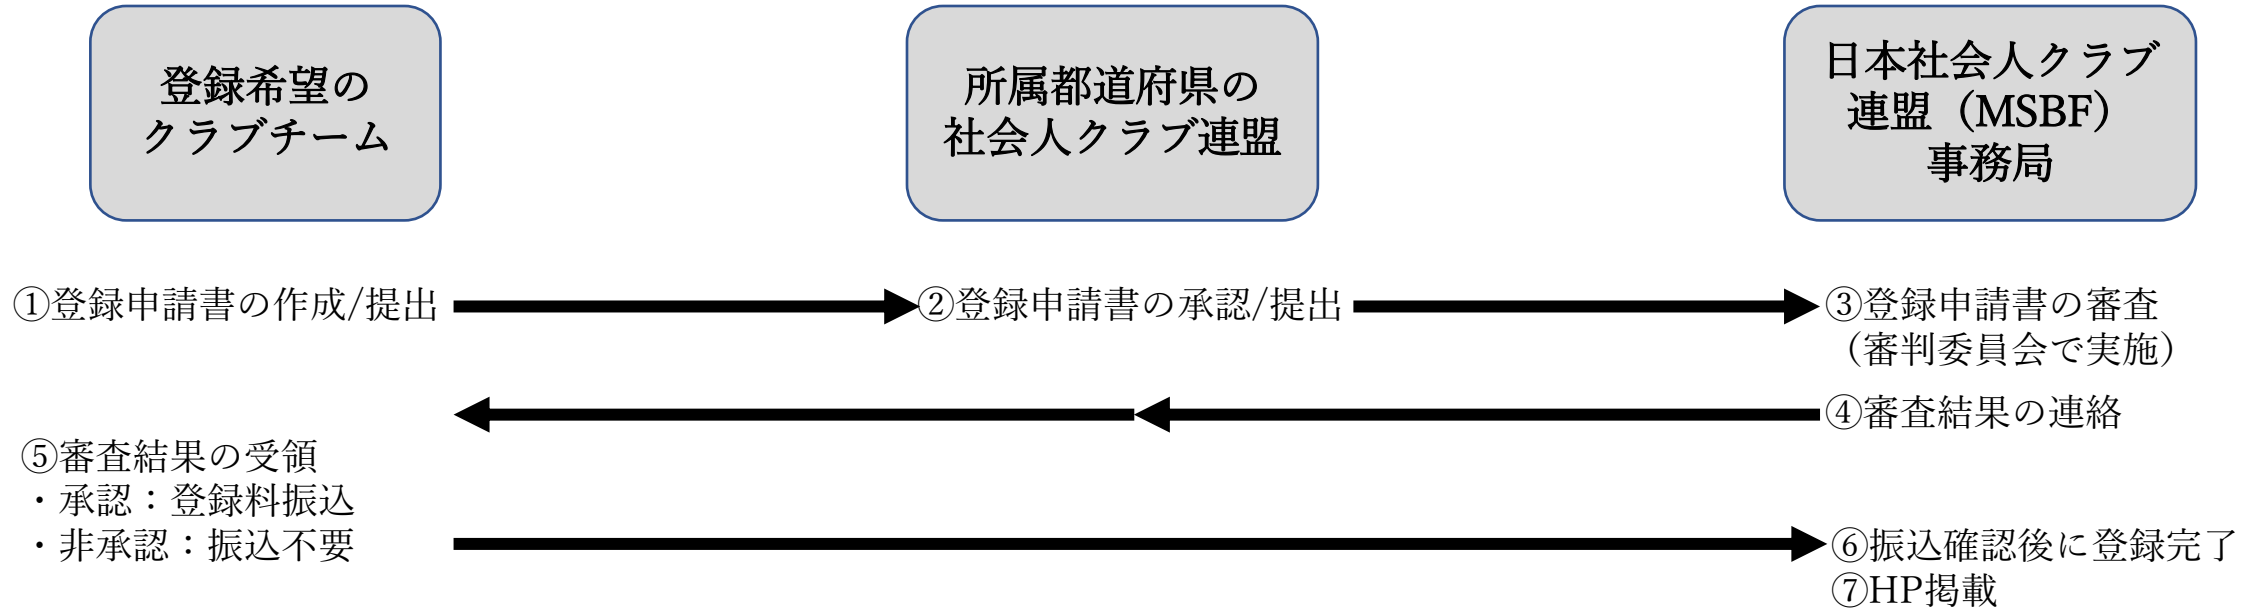 登録希望の
クラブチーム
所属都道府県の
社会人クラブ連盟
日本社会人クラブ
連盟（MSBF）
事務局
①登録申請書の作成/提出
②登録申請書の承認/提出
③登録申請書の審査
（審判委員会で実施）
④審査結果の連絡
⑤審査結果の受領
・承認：登録料振込
・非承認：振込不要
⑥振込確認後に登録完了
⑦HP掲載